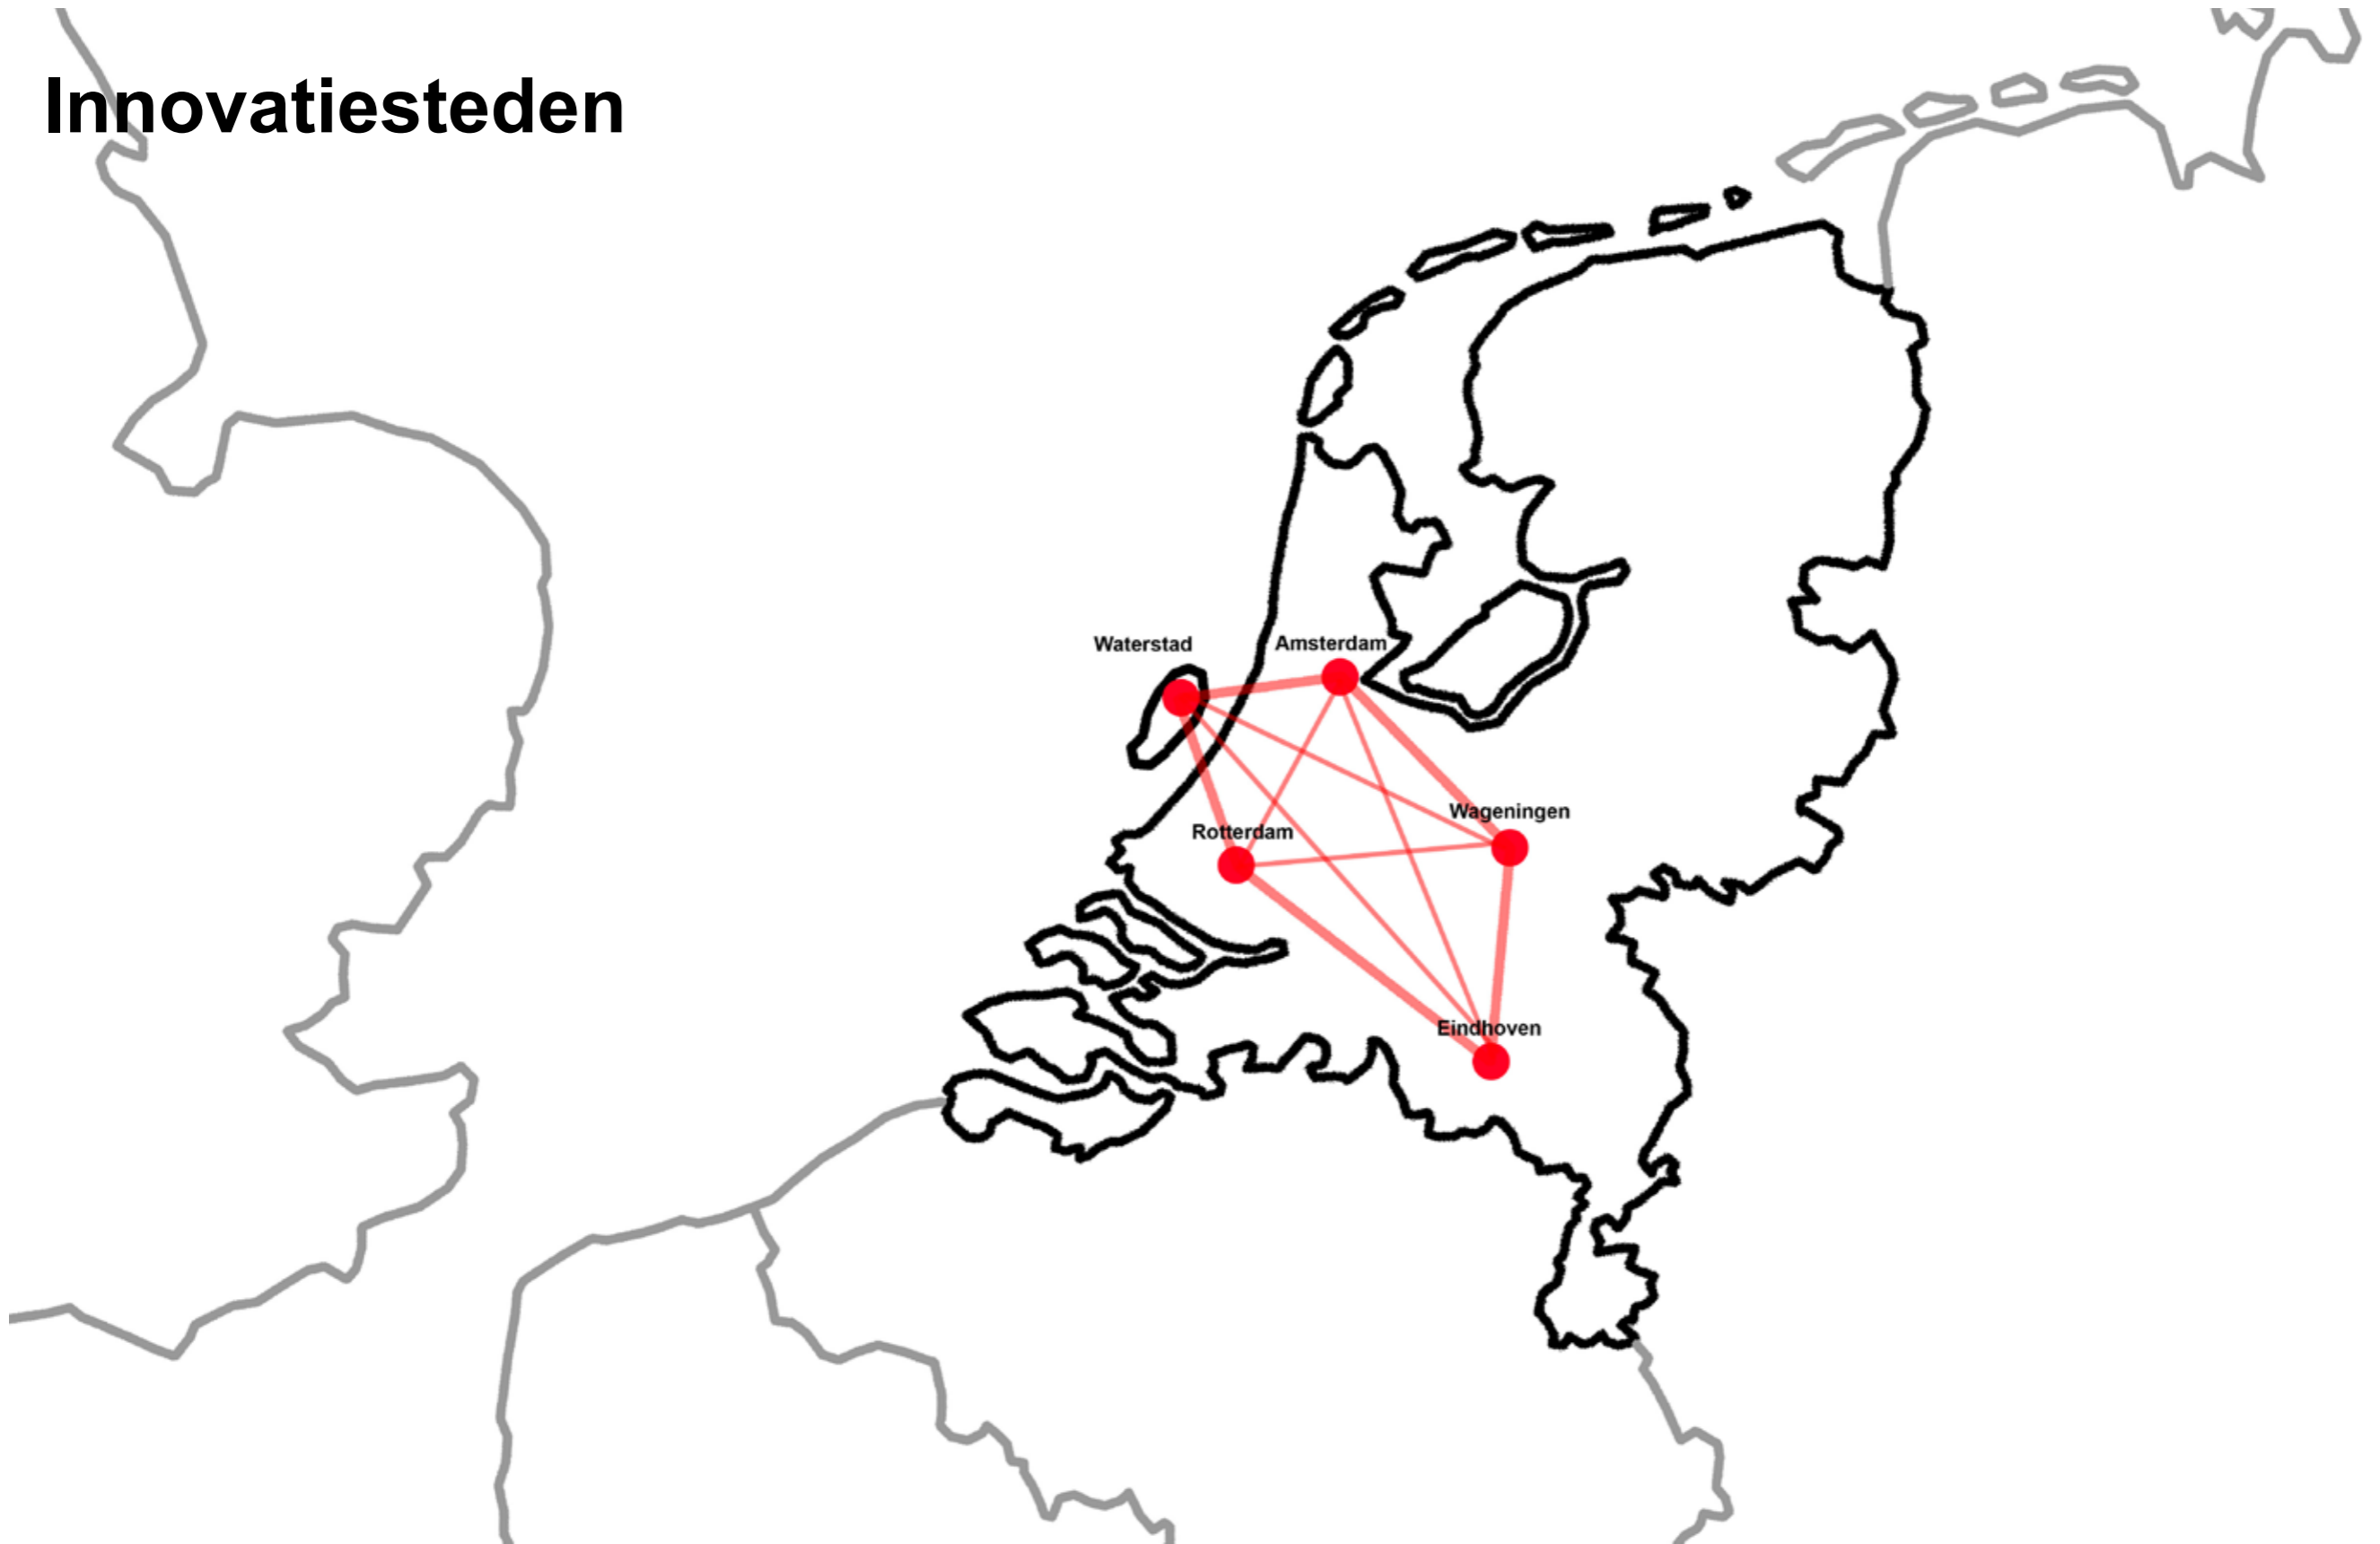 Innovatiesteden
Waterstad
Amsterdam
Wageningen
Rotterdam
Eindhoven